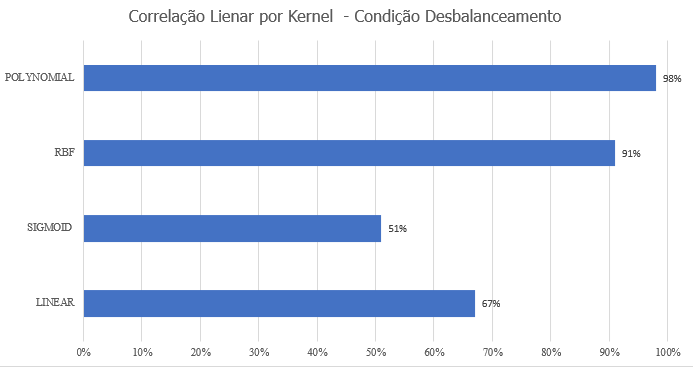 Correlação Lienar por Kernel - Condição Desbalanceamento
POLYNOMIAL 98%
RBF 91%
SIGMOID 51%
LINEAR 67%
0% 10% 20% 30% 40% 50% 60% 70% 80% 90% 100%